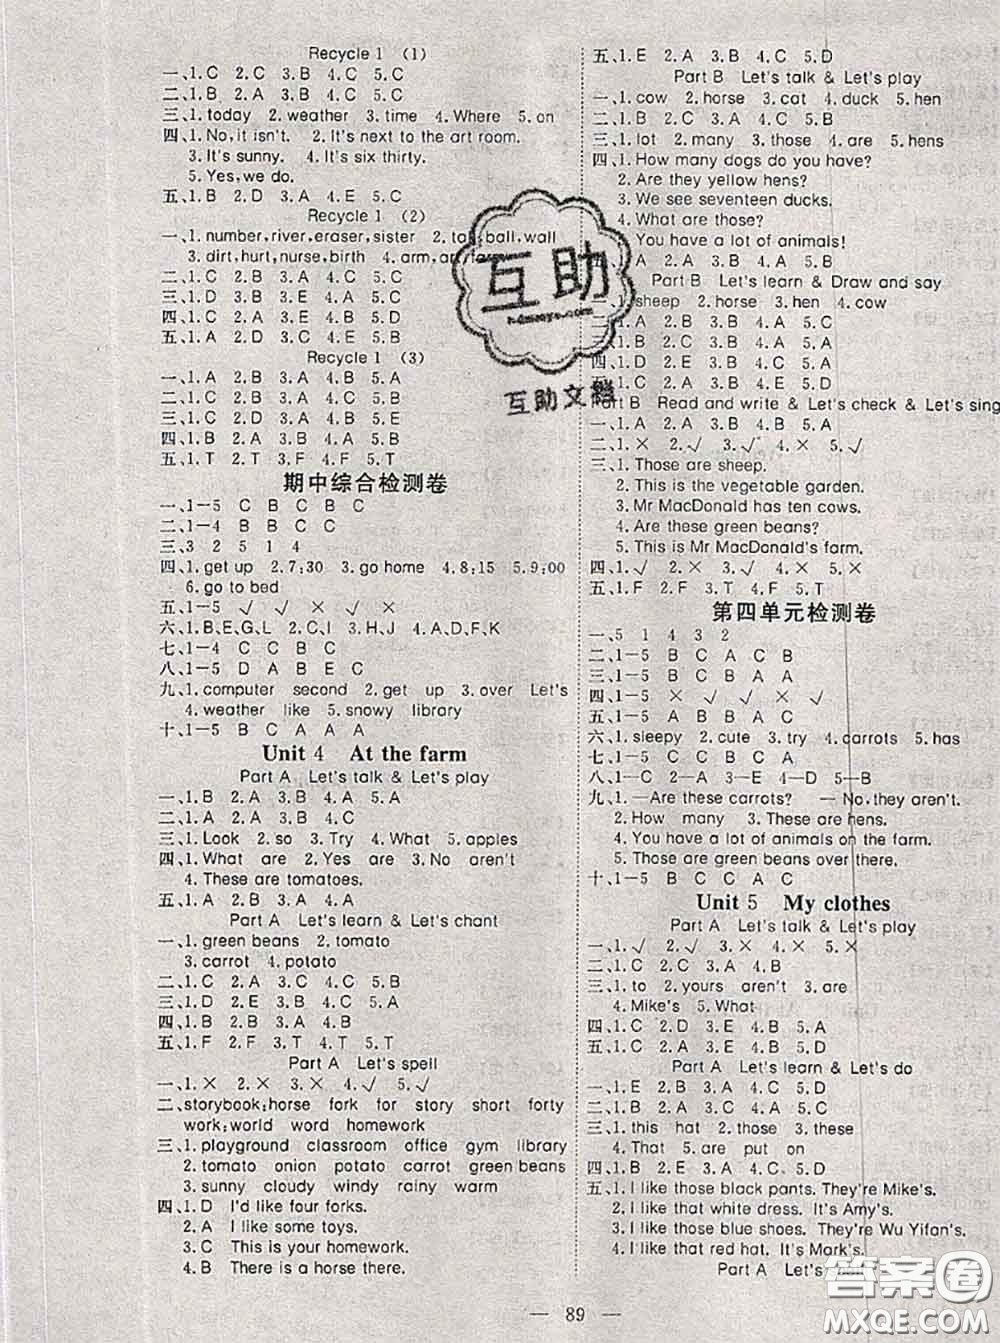 Recycle 1 (1)
一、1.C 2.C 3.B 4.C 5.C
二、1.B 2.A 3.B 4.C 5.C
三、1.today 2.weather 3.time 4.Where 5.on
四、1.No,it isn't. 2.It's next to the art room.
3.It's sunny. 4.It's six thirty.
5.Yes,we do.
五、1.B 2.D 3.A 4.E 5.C
Recycle 1 (2)
一、1.number,river,eraser,sister 2. ball,wall
3.dirt,hurt,nurse,birth 4.arm,art
二、1.C 2.C 3.B 4.C 5.A
三、1.D 2.E 3.B 4.A 5.C
四、1.C 2.A 3.E 4.B 5.D
五、1.A 2.C 3.B 4.A 5.C
Recycle 1 (3)
一、1.A 2.B 3.A 4.B 5.A
二、1.A 2.B 3.C 4.C 5.C
三、1.C 2.D 3.A 4.B 5.E
四、1.B 2.A 3.A 4.B 5.A
五、1.T 2.T 3.F 4.F 5.T
期中综合检测卷
一、1-5 C B C B C
二、1-4 B B C C
三、3 2 5 1 4
四、1.get up 2.7:30 3.go home 4.8:15 5.9:00
6.go to bed
五、1-5 √ √ × √ ×
六、1.B、E、G、L 2.C、I 3.H、J 4.A、D、F、K
七、1-4 C C B C
八、1-5 D A B E C
九、1.computer second 2.get up 3.over Let's
4.weather like 5.snowy library
十、1-5 B C A A A
Unit 4 At the farm
Part A Let's talk & Let's play
一、1.B 2.A 3.B 4.A 5.A
二、1.A 2.B 3.A 4.C
三、1.Look 2.so 3.Try 4.What 5.apples
四、1.What are 2.Yes are 3.No aren't
4.These are tomatoes.
五、1.A 2.B 3.A 4.A 5.C
Part A Let's learn & Let's chant
一、1.green beans 2.tomato
3.carrot 4.potato
二、1.C 2.A 3.C 4.C 5.B
三、1.D 2.E 3.B 4.A 5.C
四、1.B 2.B 3.A 4.B
五、1.F 2.F 3.T 4.T 5.T
Part A Let's spell
一、1.× 2.× 3.× 4.√ 5.√
二、storybook:horse fork for story short forty
work:world word homework
三、1.playground classroom office gym library
2.tomato onion potato carrot green beans
3.sunny cloudy windy rainy warm
四、1.D I'd like four forks.
2.A I like some toys.
3.C This is your homework.
4.B There is a horse there.
五、1.E 2.A 3.B 4.C 5.D
Part B Let's talk & Let's play
一、1.cow 2.horse 3.cat 4.duck 5.hen
二、1.B 2.C 3.A 4.C 5.B
三、1.lot 2.many 3.those 4.are 5.hens
四、1.How many dogs do you have?
2.Are they yellow hens?
3.We see seventeen ducks.
4.What are those?
You have a lot of animals!
A 2.A 3.A 4.B 5.C
Part B Let's learn & Draw and say
sheep 2.horse 3.hen 4.cow
1.A 2.B 3.B 4.A 5.C
1.B 2.C 3.B 4.B 5.A
四、1.D 2.A 3.E 4.C 5.B
五、1.A 2.C 3.B 4.B 5.C
Part B Read and write & Let's check & Let's sing
一、1.A 2.A 3.B 4.A 5.B
二、1.× 2.√ 3.√ 4.× 5.√
三、1.Those are sheep.
2.This is the vegetable garden.
3.Mr MacDonald has ten cows.
4.Are these green beans?
5.This is Mr MacDonald's farm.
四、1.√ 2.× 3.× 4.√ 5.√
五、1.F 2.F 3.T 4.F 5.T
第四单元检测卷
一、5 1 4 3 2
二、1-5 B C A C B
三、1-5 B C B A A
四、1-5 × √ √ × √
五、1-5 A B B A C
六、1.sleepy 2.cute 3.try 4.carrots 5.has
七、1-5 B C C A C
八、1—C 2—A 3—E 4—D 5—B
九、1.—Are these carrots? —No,they aren't.
2.How many 3.These are hens.
4.You have a lot of animals on the farm.
5.Those are green beans over there.
十、1-5 B C C A C
Unit 5 My clothes
Part A Let's talk & Let's play
一、1.√ 2.√ 3.× 4.× 5.×
二、1.C 2.A 3.C 4.B
三、1.to 2.yours aren't 3.are
4.Mike's 5.What
四、1.C 2.D 3.E 4.B 5.A
五、1.C 2.E 3.B 4.A 5.D
Part A Let's learn & Let's do
一、1.E 2.B 3.A 4.C 5.D
二、1.B 2.C 3.A 4.C 5.C
三、1.this hat 2.those 3.these
4.That 5.are put on
四、1.B 2.E 3.A 4.C 5.D
五、1.I like those black pants. They're Mike's.
2.I like that white dress. It's Amy's.
3.I like those blue shoes. They're Wu Yifan's.
4.I like that red hat. It's Mark's.
Part A Let's
— 89 —
互助
互助文档
答案圈
MXQE.COM